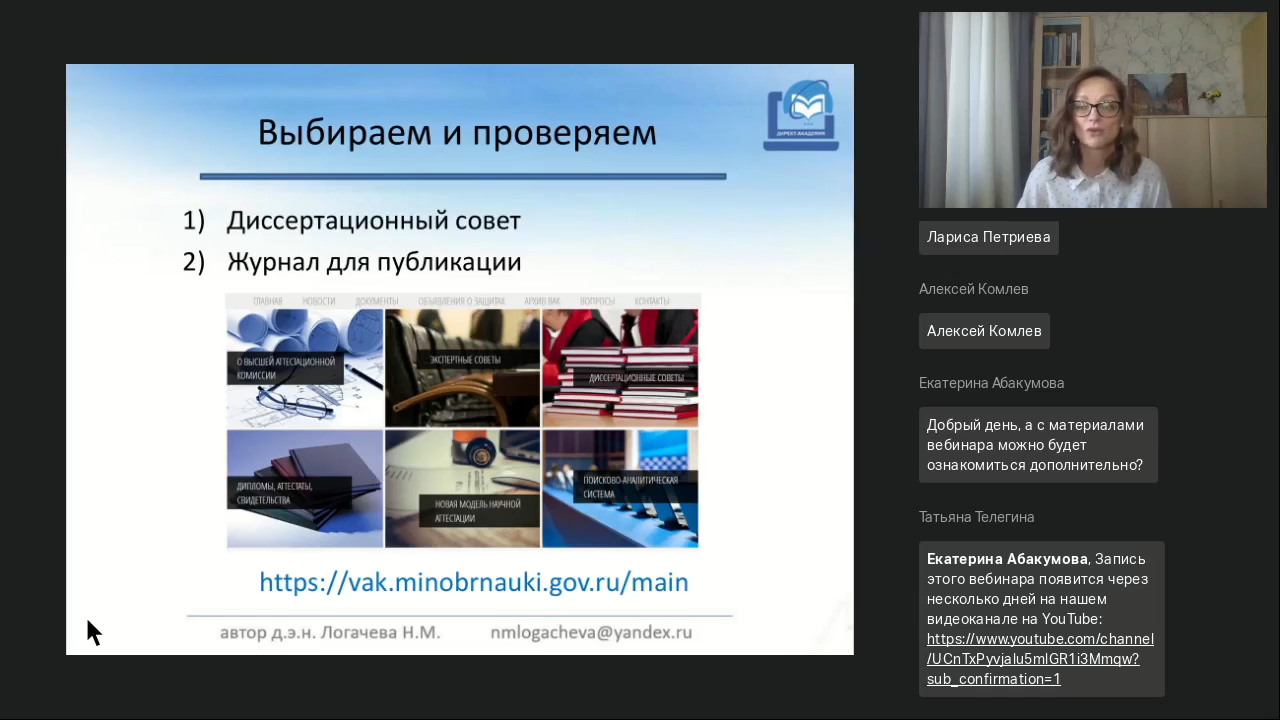 ДИРЕКТ-АКАДЕМИЯ
Выбираем и проверяем
1) Диссертационный совет
2) Журнал для публикации
ГЛАВНАЯ НОВОСТИ ДОКУМЕНТЫ ОБЪЯВЛЕНИЯ О ЗАЩИТАХ АРХИВ ВАК ВОПРОСЫ КОНТАКТЫ
О ВЫСШЕЙ АТТЕСТАЦИОННОЙ
КОМИССИИ
ЭКСПЕРТНЫЕ СОВЕТЫ
ДИССЕРТАЦИОННЫЕ СОВЕТЫ
ДИПЛОМЫ, АТТЕСТАТЫ,
СВИДЕТЕЛЬСТВА
НОВАЯ МОДЕЛЬ НАУЧНОЙ
АТТЕСТАЦИИ
ПОИСКОВО-АНАЛИТИЧЕСКАЯ
СИСТЕМА
https://vak.minobrnauki.gov.ru/main
автор д.э.н. Логачева Н.М. nmlogacheva@yandex.ru
Лариса Петриева
Алексей Комлев
Алексей Комлев
Екатерина Абакумова
Добрый день, а с материалами
вебинара можно будет
ознакомиться дополнительно?
Татьяна Телегина
Екатерина Абакумова, Запись
этого вебинара появится через
несколько дней на нашем
видеоканале на YouTube:
https://www.youtube.com/channel
/UCnTxPyvjalu5mlGR1i3Mmqw?
sub_confirmation=1